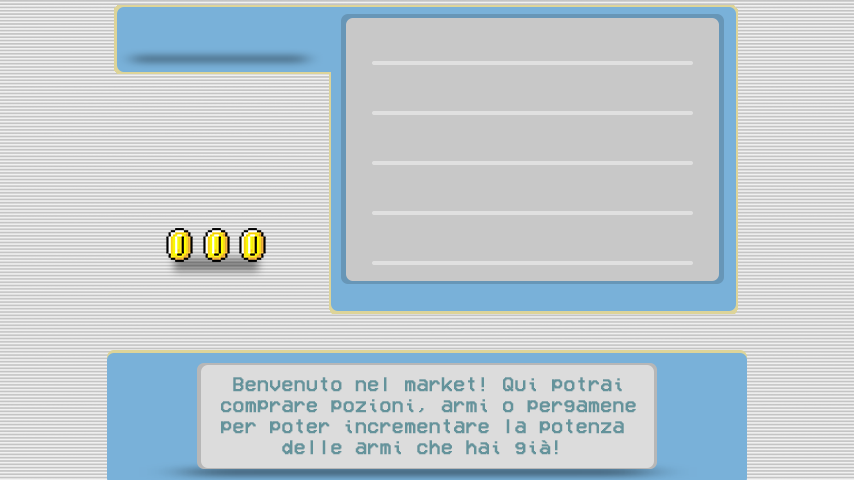 Benvenuto nel market! Qui potrai
comprare pozioni, armi o pergamene
per poter incrementare la potenza
delle armi che hai già!